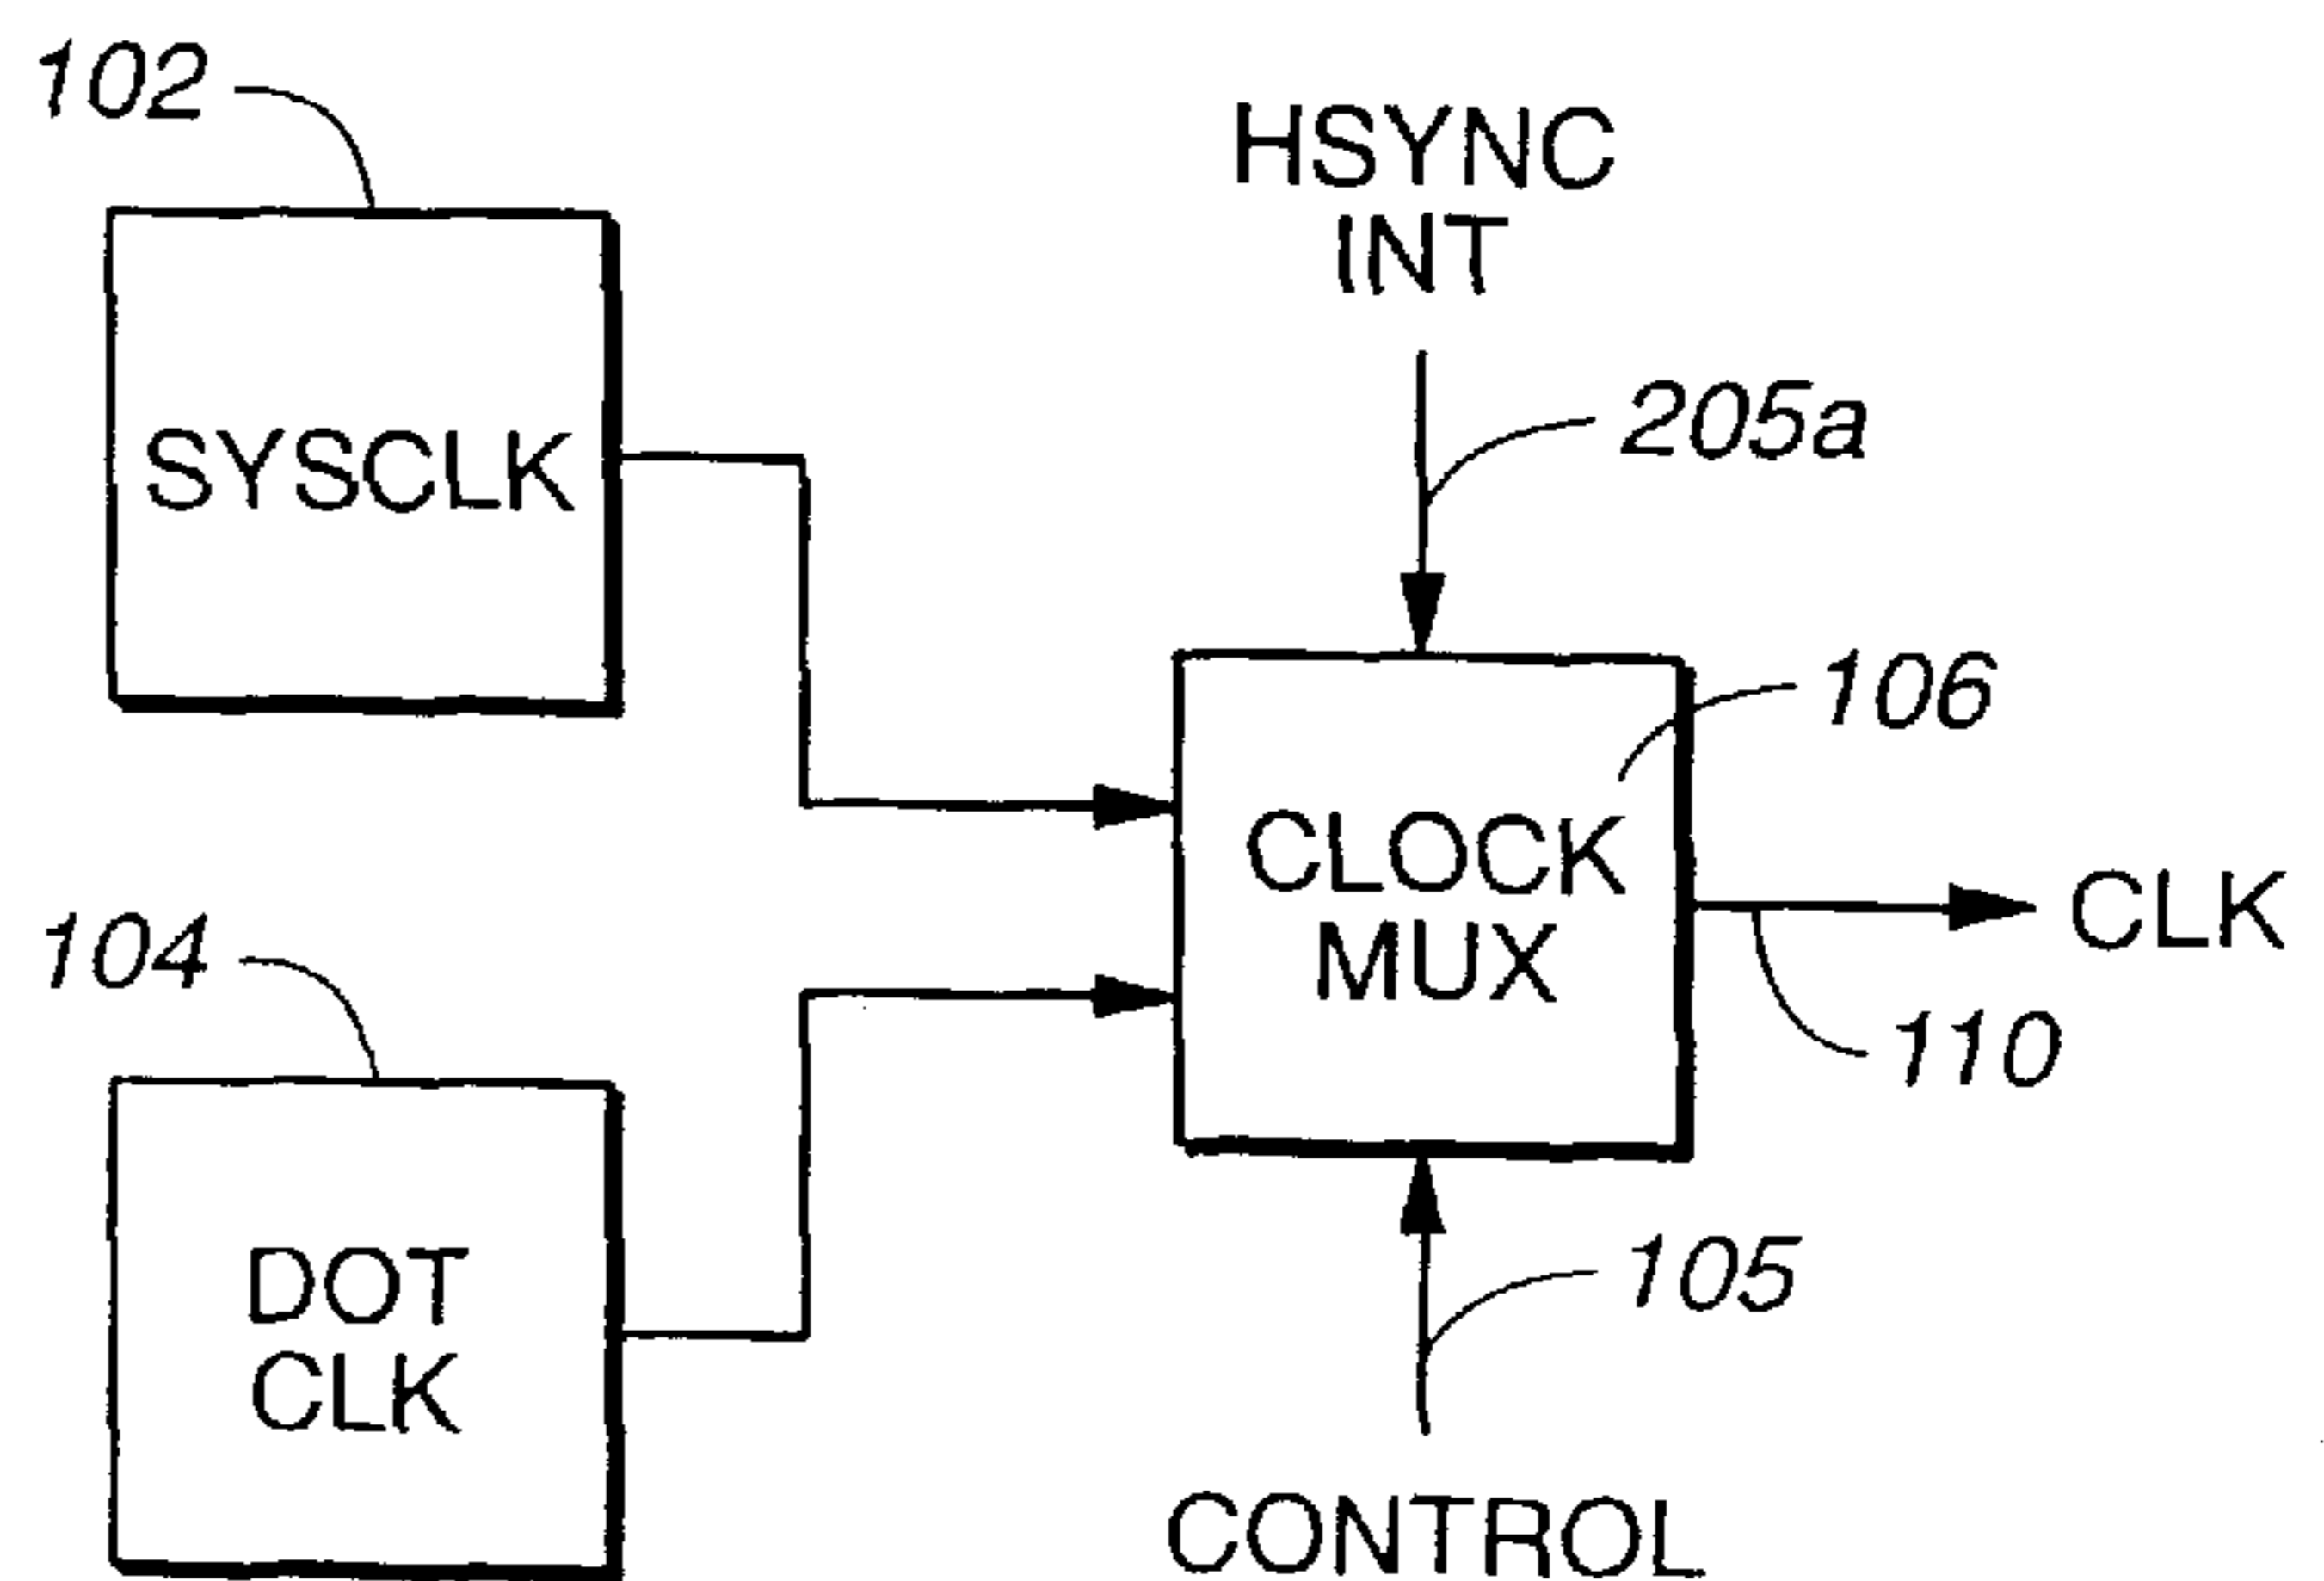 102
HSYNC
INT
205a
SYSCLK
106
CLOCK
MUX
CLK
104
110
DOT
CLK
105
CONTROL